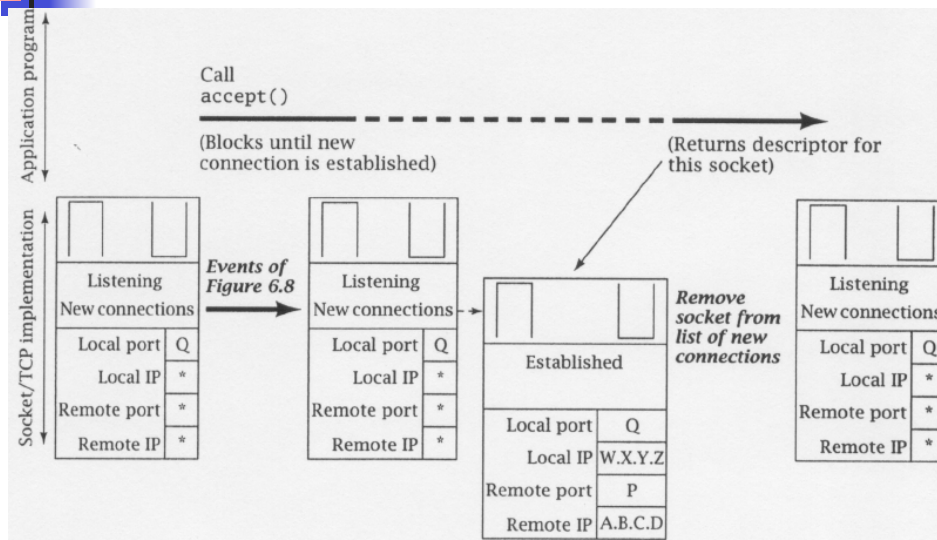 Application program
Call
accept()
(Blocks until new
connection is established)
(Returns descriptor for
this socket)
Socket/TCP implementation
Listening
New connections
Local port Q
Local IP *
Remote port *
Remote IP *
Events of
Figure 6.8
Listening
New connections
Local port Q
Local IP *
Remote port *
Remote IP *
Established
Local port Q
Local IP W.X.Y.Z
Remote port P
Remote IP A.B.C.D
Remove
socket from
list of new
connections
Listening
New connections
Local port Q
Local IP *
Remote port *
Remote IP *